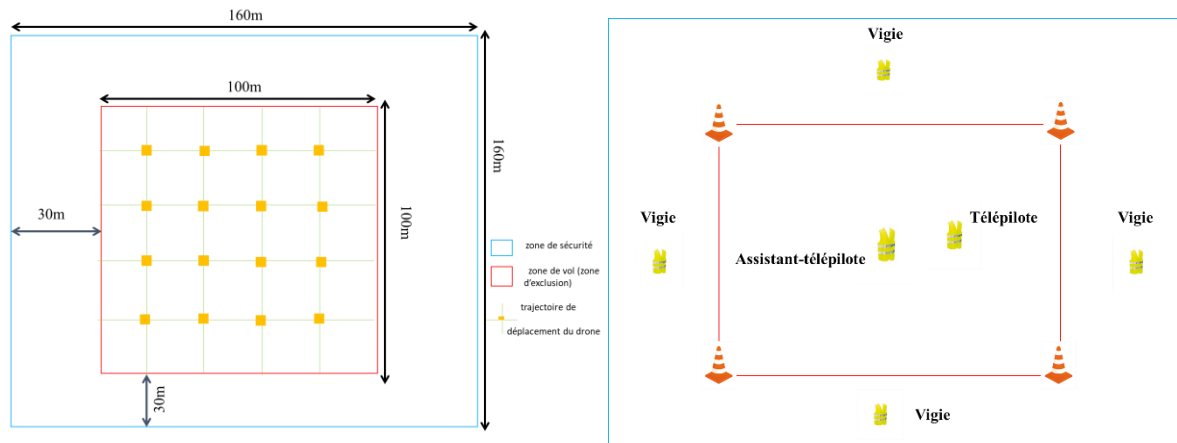 160m
100m
160m
100m
30m
30m
zone de sécurité
zone de vol (zone
d'exclusion)
trajectoire de
déplacement du drone
Vigie
Vigie
Télépilote
Vigie
Assistant-télépilote
Vigie